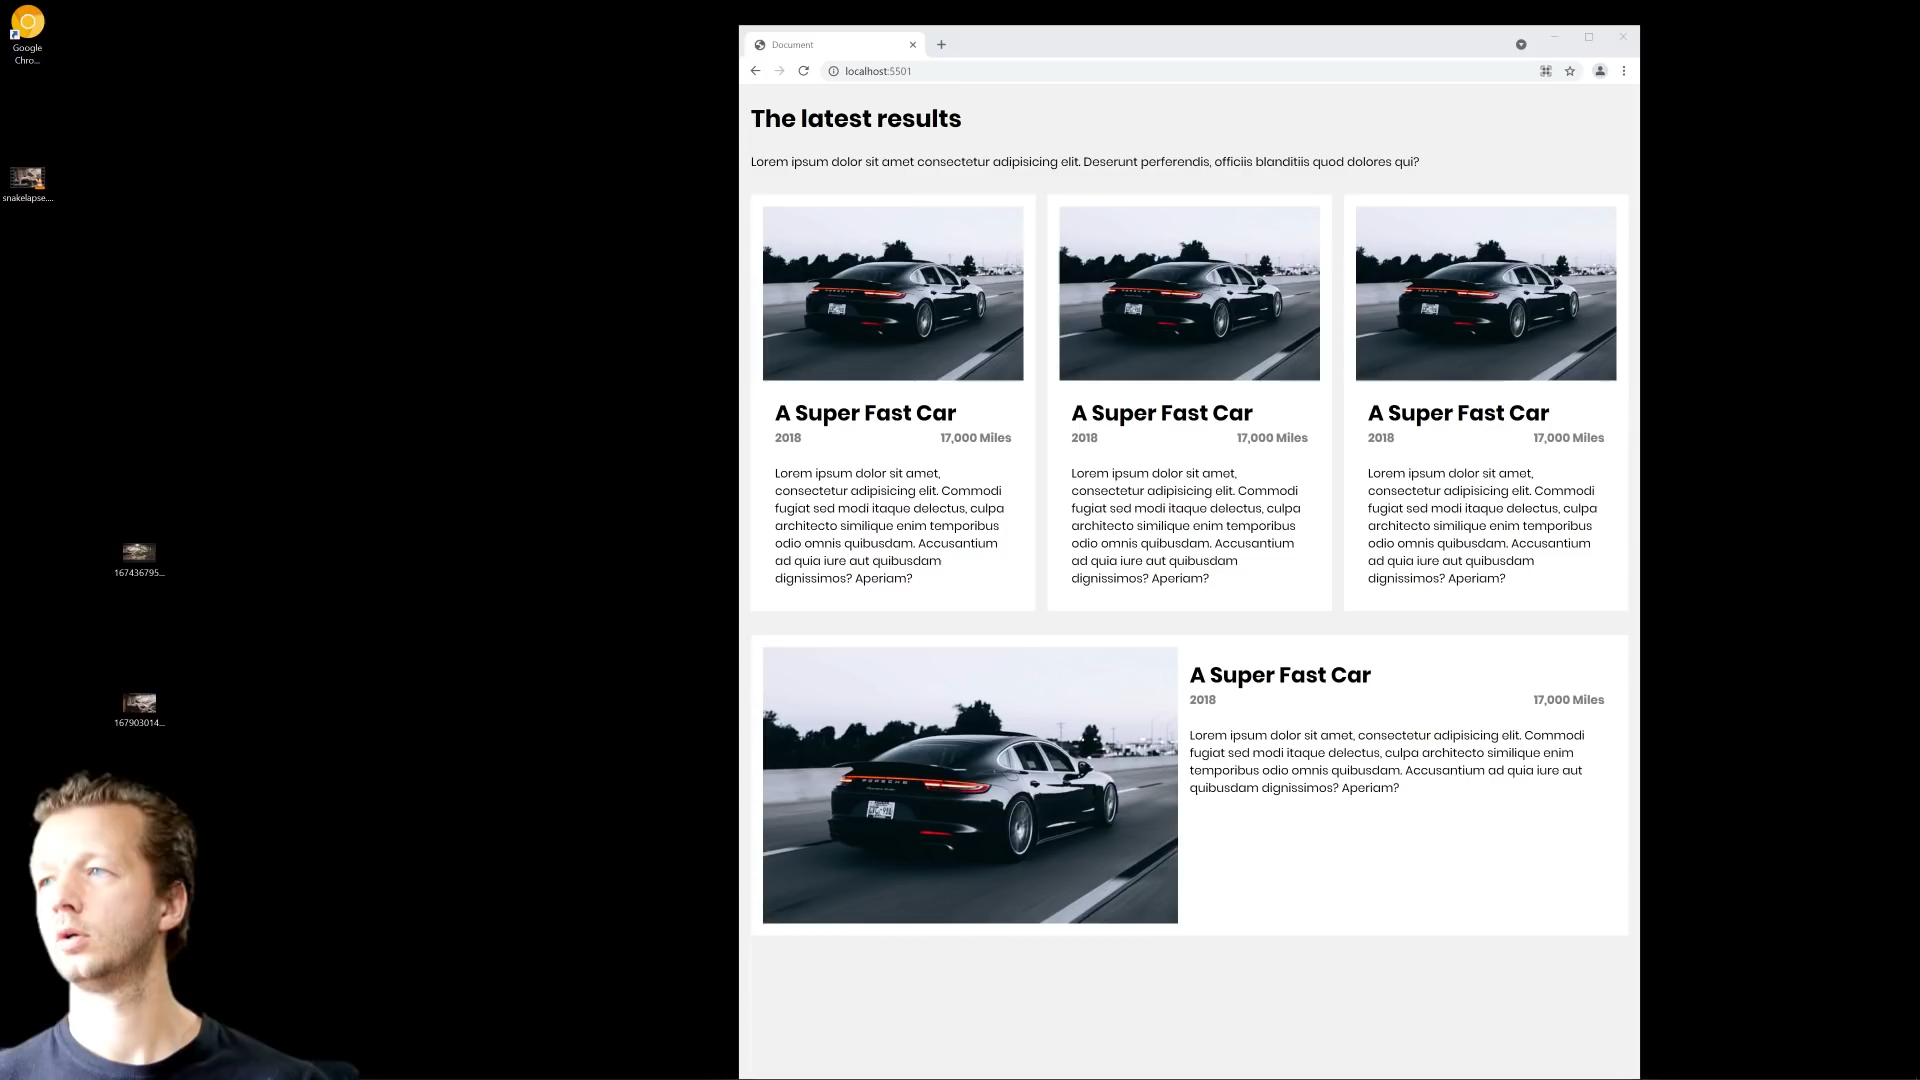 Google
Chro...
snakelapse....
167436795...
167903014...
Document
localhost:5501
The latest results
Lorem ipsum dolor sit amet consectetur adipisicing elit. Deserunt perferendis, officiis blanditiis quod dolores qui?
A Super Fast Car
2018 17,000 Miles
Lorem ipsum dolor sit amet,
consectetur adipisicing elit. Commodi
fugiat sed modi itaque delectus, culpa
architecto similique enim temporibus
odio omnis quibusdam. Accusantium
ad quia iure aut quibusdam
dignissimos? Aperiam?
A Super Fast Car
2018 17,000 Miles
Lorem ipsum dolor sit amet,
consectetur adipisicing elit. Commodi
fugiat sed modi itaque delectus, culpa
architecto similique enim temporibus
odio omnis quibusdam. Accusantium
ad quia iure aut quibusdam
dignissimos? Aperiam?
A Super Fast Car
2018 17,000 Miles
Lorem ipsum dolor sit amet,
consectetur adipisicing elit. Commodi
fugiat sed modi itaque delectus, culpa
architecto similique enim temporibus
odio omnis quibusdam. Accusantium
ad quia iure aut quibusdam
dignissimos? Aperiam?
PORSCHE
A Super Fast Car
2018 17,000 Miles
Lorem ipsum dolor sit amet, consectetur adipisicing elit. Commodi
fugiat sed modi itaque delectus, culpa architecto similique enim
temporibus odio omnis quibusdam. Accusantium ad quia iure aut
quibusdam dignissimos? Aperiam?